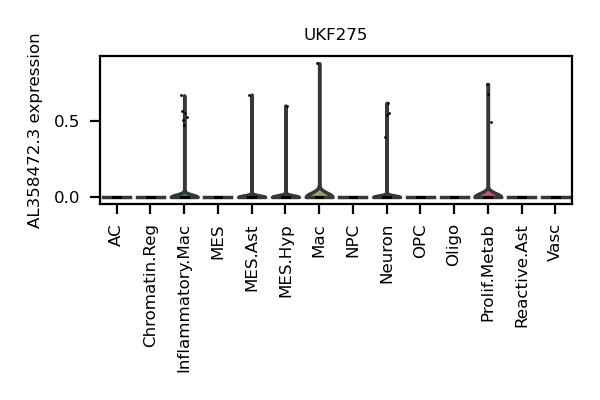 UKF275
AL358472.3 expression
0.5
0.0
AC
Chromatin.Reg
Inflammatory.Mac
MES
MES.Ast
MES.Hyp
Mac
NPC
Neuron
OPC
Oligo
Prolif.Metab
Reactive.Ast
Vasc